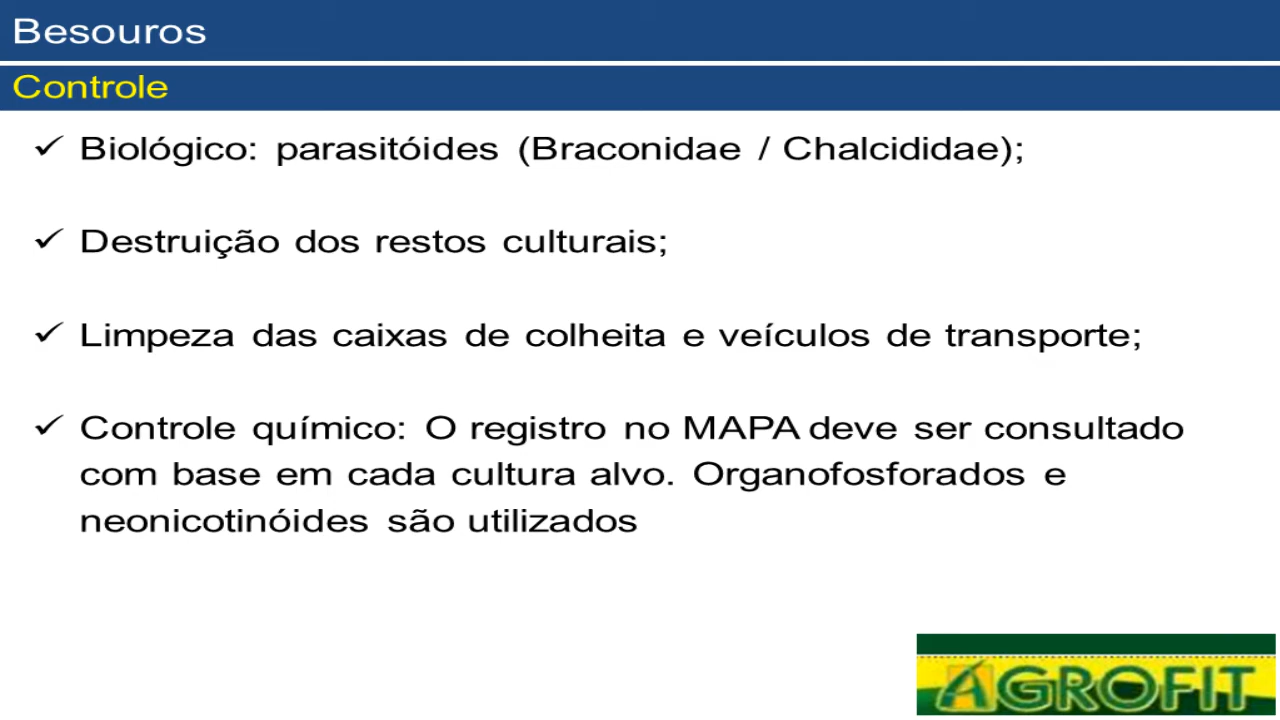 Besouros
Controle
✓ Biológico: parasitóides (Braconidae / Chalcididae);
✓ Destruição dos restos culturais;
✓ Limpeza das caixas de colheita e veículos de transporte;
✓ Controle químico: O registro no MAPA deve ser consultado
com base em cada cultura alvo. Organofosforados e
neonicotinóides são utilizados
AGROFIT